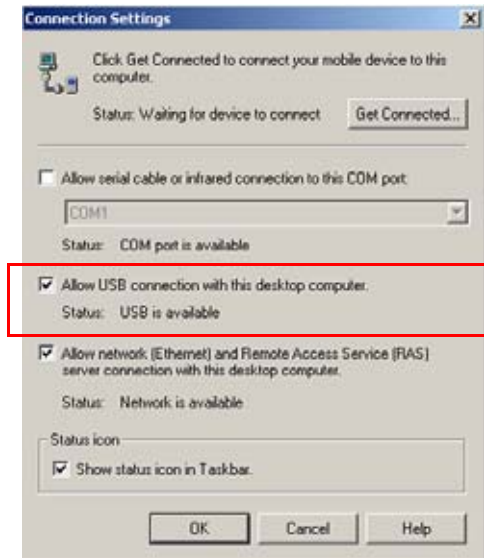 Connection Settings
Click Get Connected to connect your mobile device to this
computer.
Status: Waiting for device to connect
Get Connected...
Allow serial cable or infrared connection to this COM port:
COM1
Status: COM port is available
Allow USB connection with this desktop computer.
Status: USB is available
Allow network (Ethernet) and Remote Access Service (RAS)
server connection with this desktop computer.
Status: Network is available
Status icon
Show status icon in Taskbar.
OK
Cancel
Help